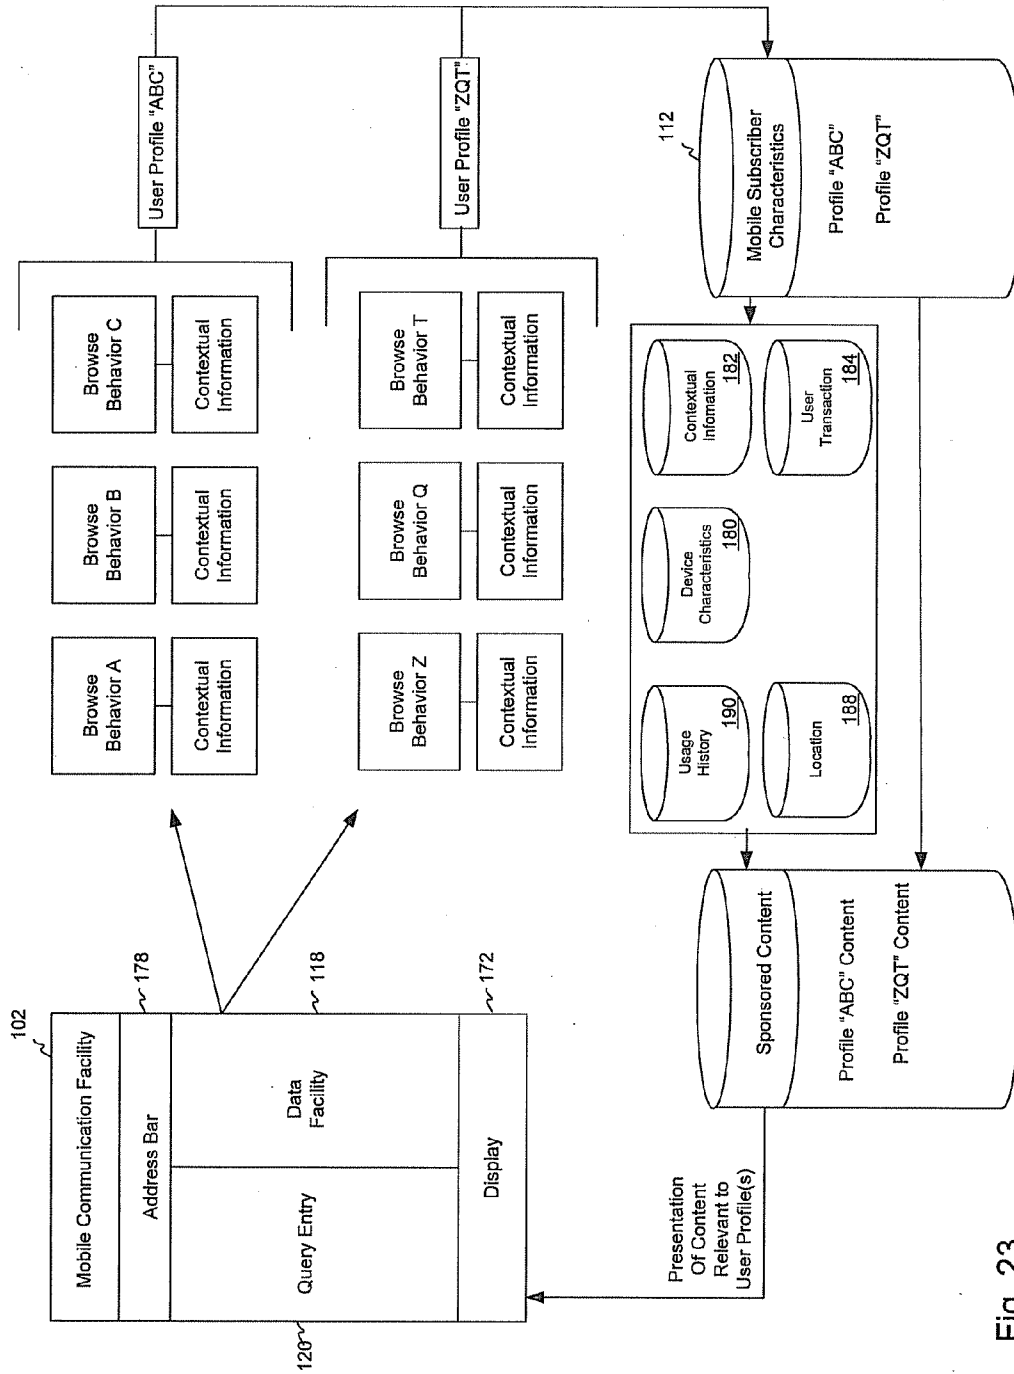 102
Mobile Communication Facility
Address Bar
178
Query Entry
120
Data
Facility
118
Display
172
Browse
Behavior A
Contextual
Information
Browse
Behavior B
Contextual
Information
Browse
Behavior C
Contextual
Information
User Profile "ABC"
Browse
Behavior Z
Contextual
Information
Browse
Behavior Q
Contextual
Information
Browse
Behavior T
Contextual
Information
User Profile "ZQT"
Presentation
Of Content
Relevant to
User Profile(s)
Sponsored Content
Profile "ABC" Content
Profile "ZQT" Content
Usage
History
190
Device
Characteristics
180
Contextual
Infomation
182
Location
188
User
Transaction
184
112
Mobile Subscriber
Characteristics
Profile "ABC"
Profile "ZQT"
Fig. 23